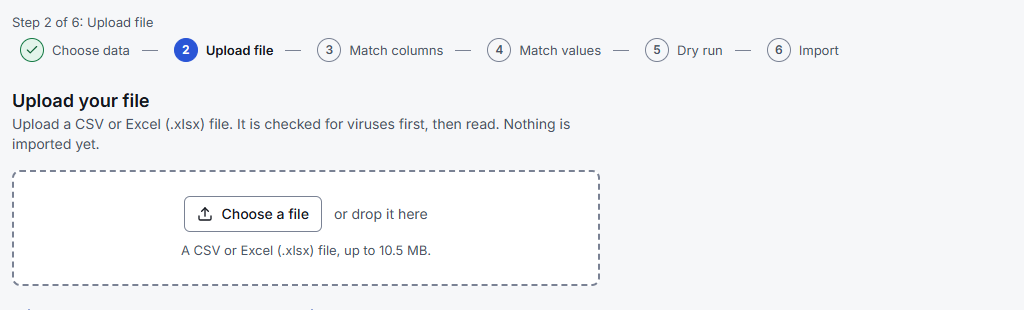 Step 2 of 6: Upload file
Choose data — 2 Upload file — 3 Match columns — 4 Match values — 5 Dry run — 6 Import
Upload your file
Upload a CSV or Excel (.xlsx) file. It is checked for viruses first, then read. Nothing is
imported yet.
Choose a file or drop it here
A CSV or Excel (.xlsx) file, up to 10.5 MB.